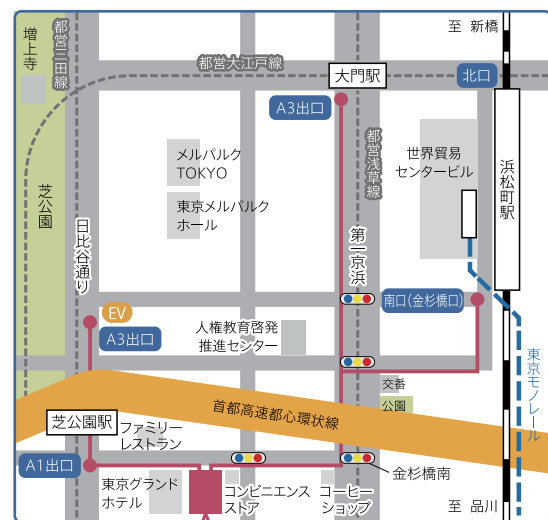 至 新橋
増上寺
都営三田線
都営大江戸線
大門駅
北口
A3出口
都営浅草線
メルパルク
TOKYO
世界貿易
センタービル
浜松町駅
東京メルパルク
ホール
芝公園
日比谷通り
第一京浜
南口(金杉橋口)
EV
A3出口
人権教育啓発
推進センター
東京モノレール
交番
公園
首都高速都心環状線
芝公園駅
ファミリー
レストラン
A1出口
金杉橋南
東京グランド
ホテル
コンビニエンス
ストア
コーヒー
ショップ
至 品川